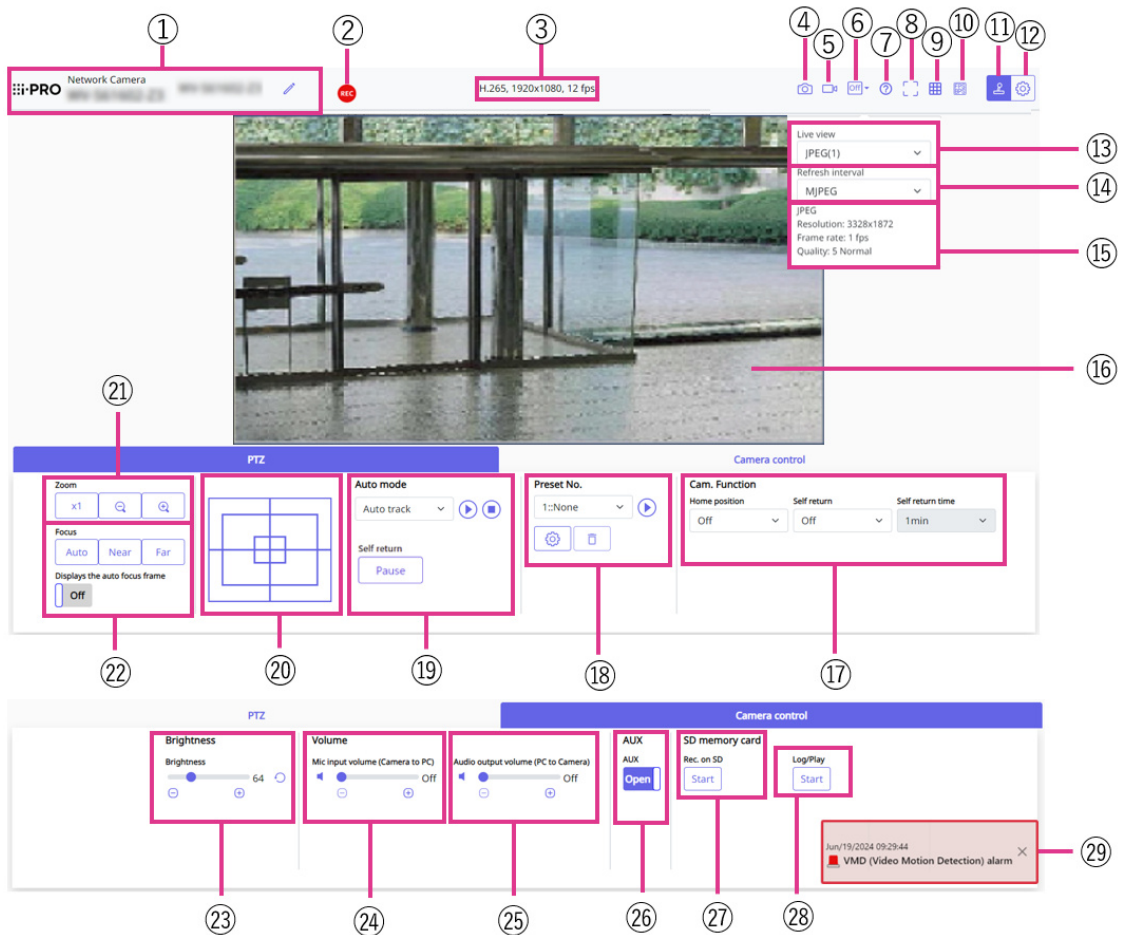 ① ② ③ ④ ⑤ ⑥ ⑦ ⑧ ⑨ ⑩ ⑪ ⑫
i-PRO Network Camera
REC
H.265, 1920x1080, 12 fps
Off
Live view
JPEG(1)
⑬
Refresh interval
MJPEG
⑭
JPEG
Resolution: 3328x1872
Frame rate: 1 fps
Quality: 5 Normal
⑮
⑯
㉑
PTZ Camera control
Zoom
x1
Focus
Auto Near Far
Displays the auto focus frame
Off
Auto mode
Auto track
Self return
Pause
Preset No.
1::None
Cam. Function
Home position Self return Self return time
Off Off 1min
㉒ ⑳ ⑲ ⑱ ⑰
PTZ Camera control
Brightness
Brightness
64
Volume
Mic input volume (Camera to PC)
Off
Audio output volume (PC to Camera)
Off
AUX
AUX
Open
SD memory card
Rec. on SD
Start
Log/Play
Start
Jun/19/2024 09:29:44
VMD (Video Motion Detection) alarm
㉙
㉓ ㉔ ㉕ ㉖ ㉗ ㉘